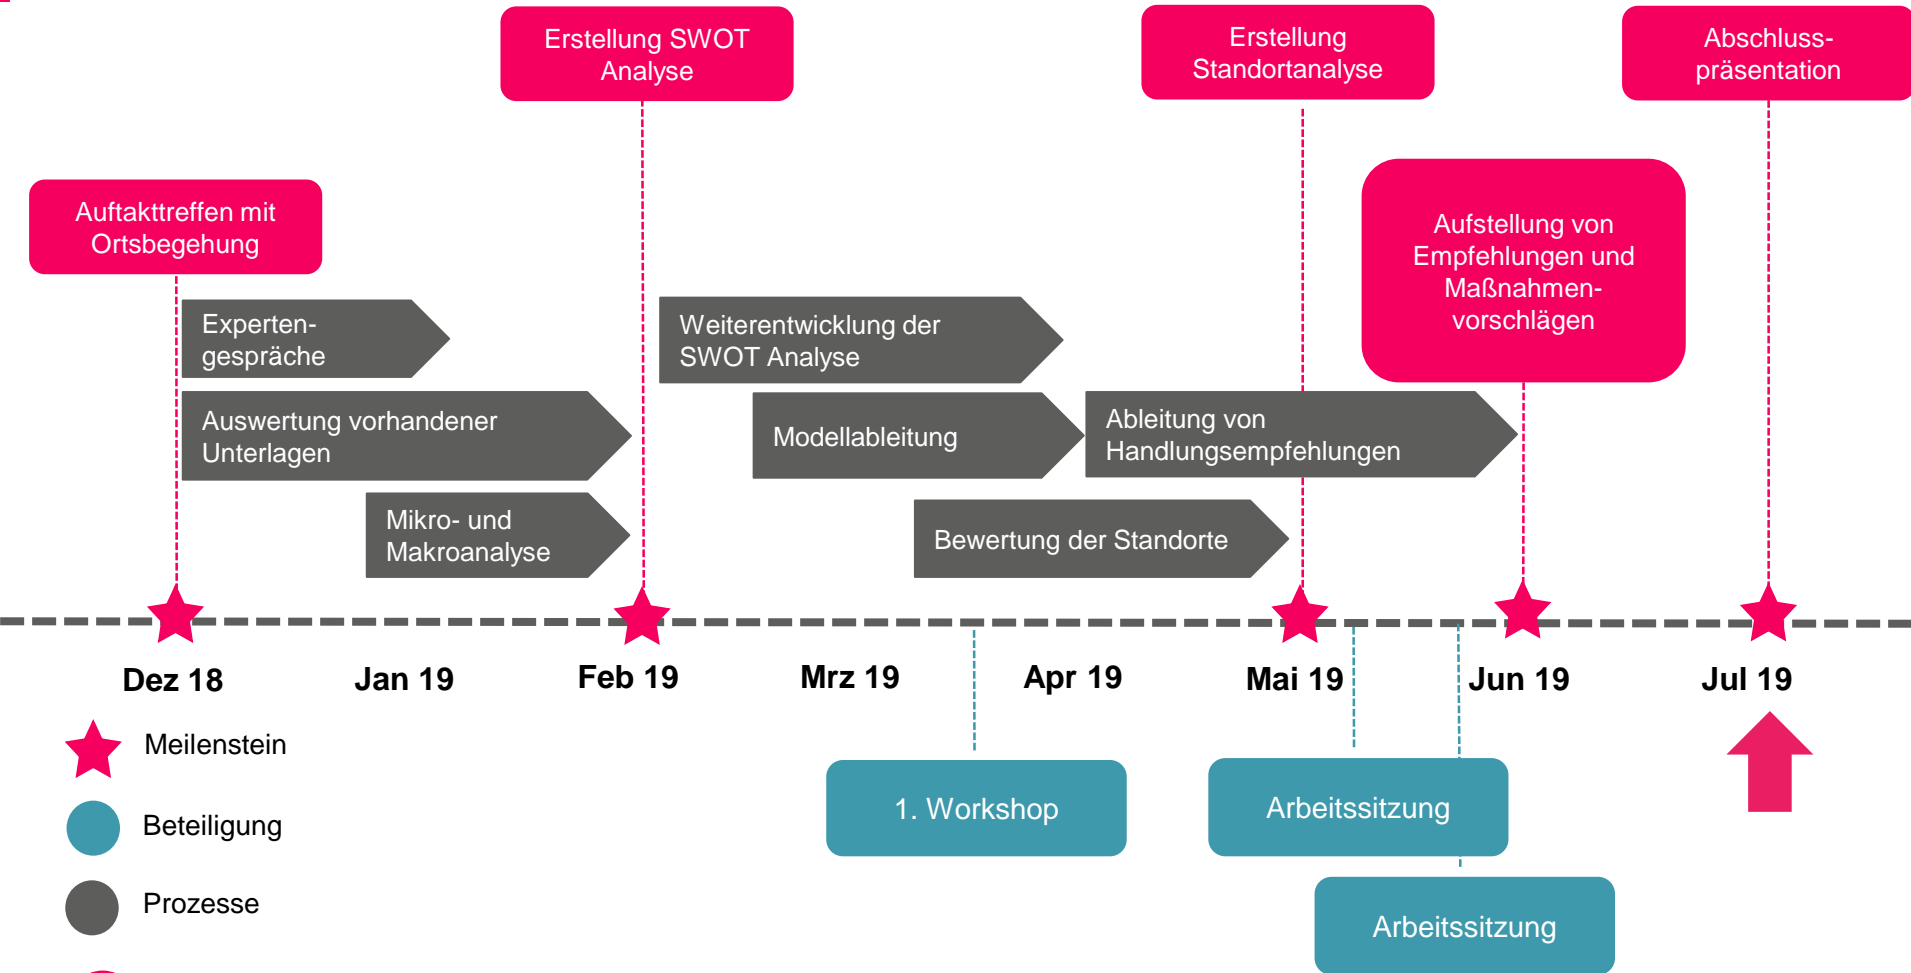 Erstellung SWOT
Analyse
Erstellung
Standortanalyse
Abschluss-
präsentation
Auftakttreffen mit
Ortsbegehung
Aufstellung von
Empfehlungen und
Maßnahmen-
vorschlägen
Experten-
gespräche
Weiterentwicklung der
SWOT Analyse
Auswertung vorhandener
Unterlagen
Modellableitung
Ableitung von
Handlungsempfehlungen
Mikro- und
Makroanalyse
Bewertung der Standorte
Dez 18
Jan 19
Feb 19
Mrz 19
Apr 19
Mai 19
Jun 19
Jul 19
Meilenstein
Beteiligung
Prozesse
1. Workshop
Arbeitssitzung
Arbeitssitzung